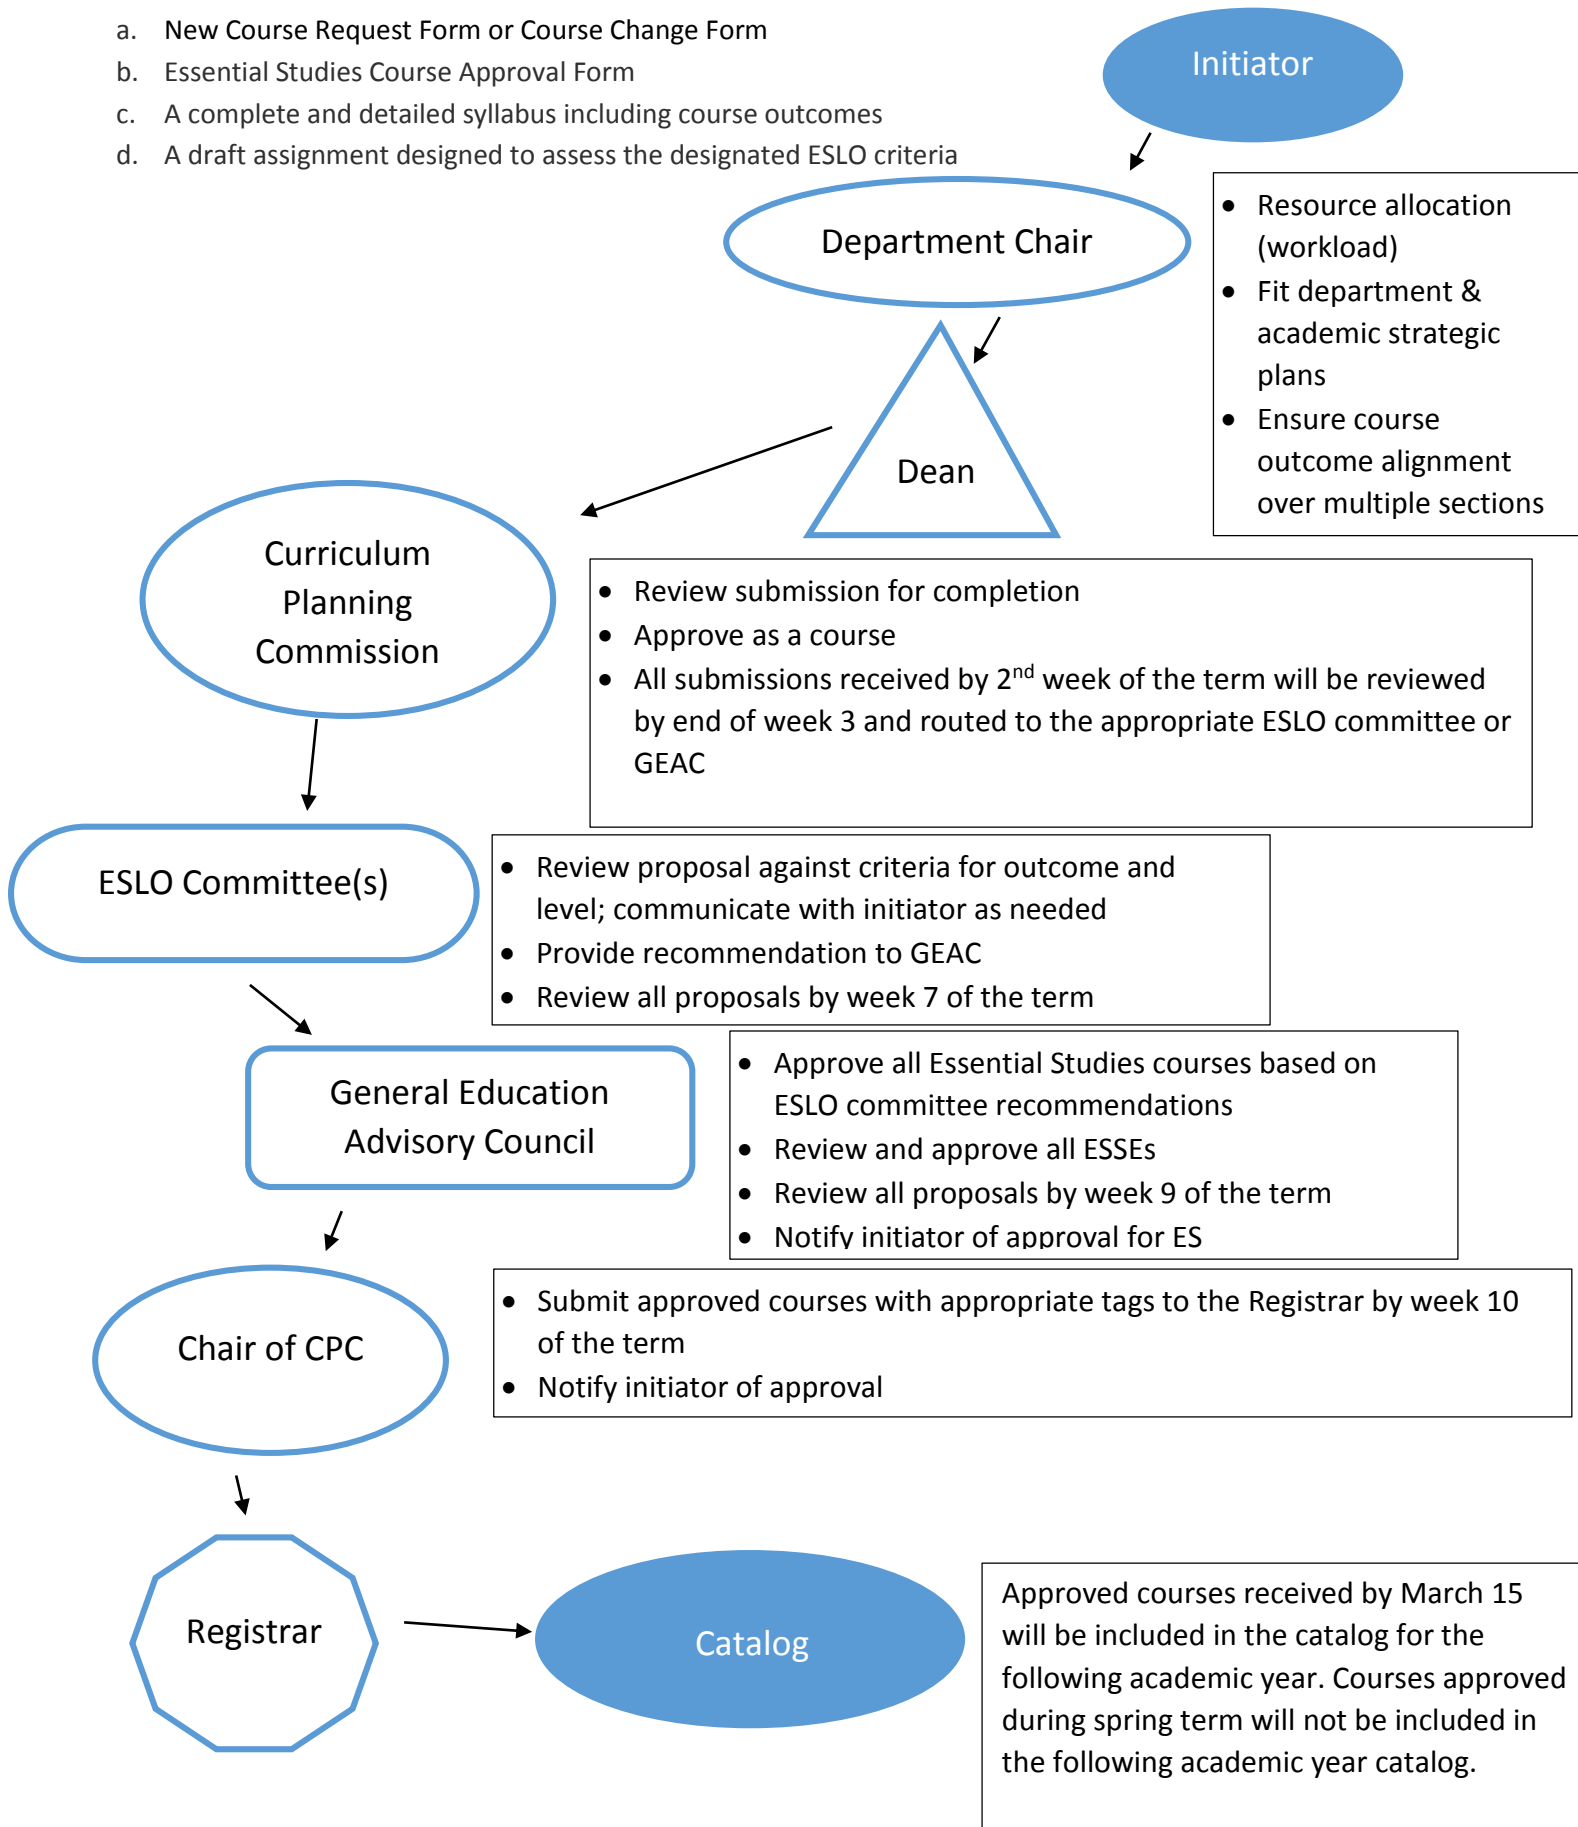 a. New Course Request Form or Course Change Form
b. Essential Studies Course Approval Form
c. A complete and detailed syllabus including course outcomes
d. A draft assignment designed to assess the designated ESLO criteria
Initiator
Department Chair
• Resource allocation
(workload)
• Fit department &
academic strategic
plans
• Ensure course
outcome alignment
over multiple sections
Dean
Curriculum
Planning
Commission
• Review submission for completion
• Approve as a course
• All submissions received by 2nd week of the term will be reviewed
by end of week 3 and routed to the appropriate ESLO committee or
GEAC
ESLO Committee(s)
• Review proposal against criteria for outcome and
level; communicate with initiator as needed
• Provide recommendation to GEAC
• Review all proposals by week 7 of the term
General Education
Advisory Council
• Approve all Essential Studies courses based on
ESLO committee recommendations
• Review and approve all ESSEs
• Review all proposals by week 9 of the term
• Notify initiator of approval for ES
Chair of CPC
• Submit approved courses with appropriate tags to the Registrar by week 10
of the term
• Notify initiator of approval
Registrar
Catalog
Approved courses received by March 15
will be included in the catalog for the
following academic year. Courses approved
during spring term will not be included in
the following academic year catalog.